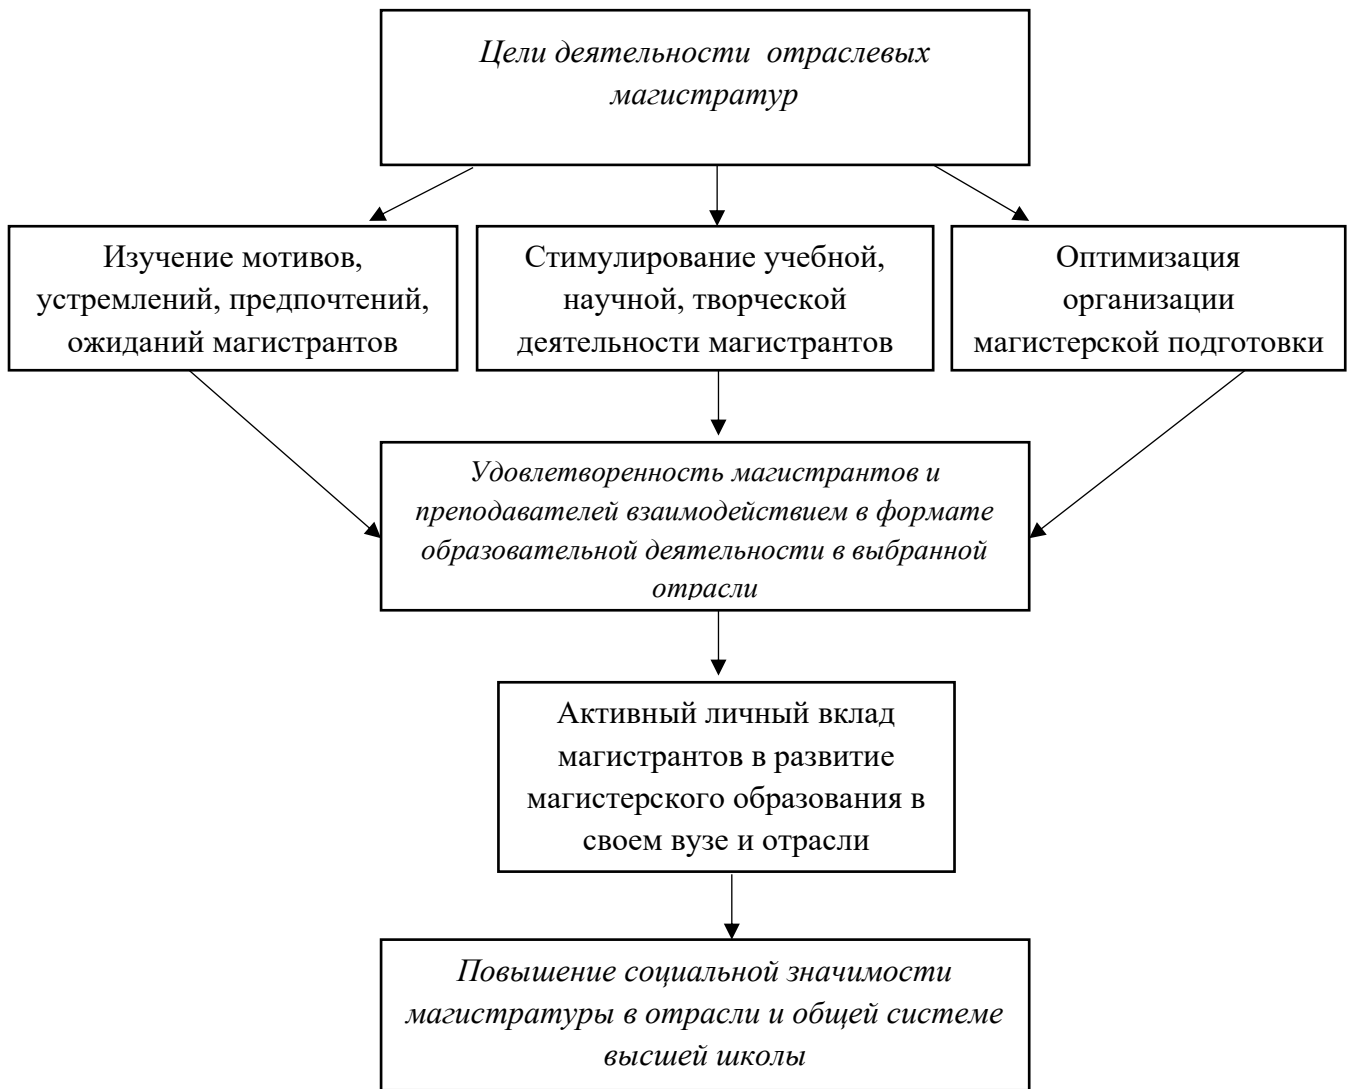 Цели деятельности отраслевых
магистратур
Изучение мотивов,
устремлений, предпочтений,
ожиданий магистрантов
Стимулирование учебной,
научной, творческой
деятельности магистрантов
Оптимизация
организации
магистерской подготовки
Удовлетворенность магистрантов и
преподавателей взаимодействием в формате
образовательной деятельности в выбранной
отрасли
Активный личный вклад
магистрантов в развитие
магистерского образования в
своем вузе и отрасли
Повышение социальной значимости
магистратуры в отрасли и общей системе
высшей школы